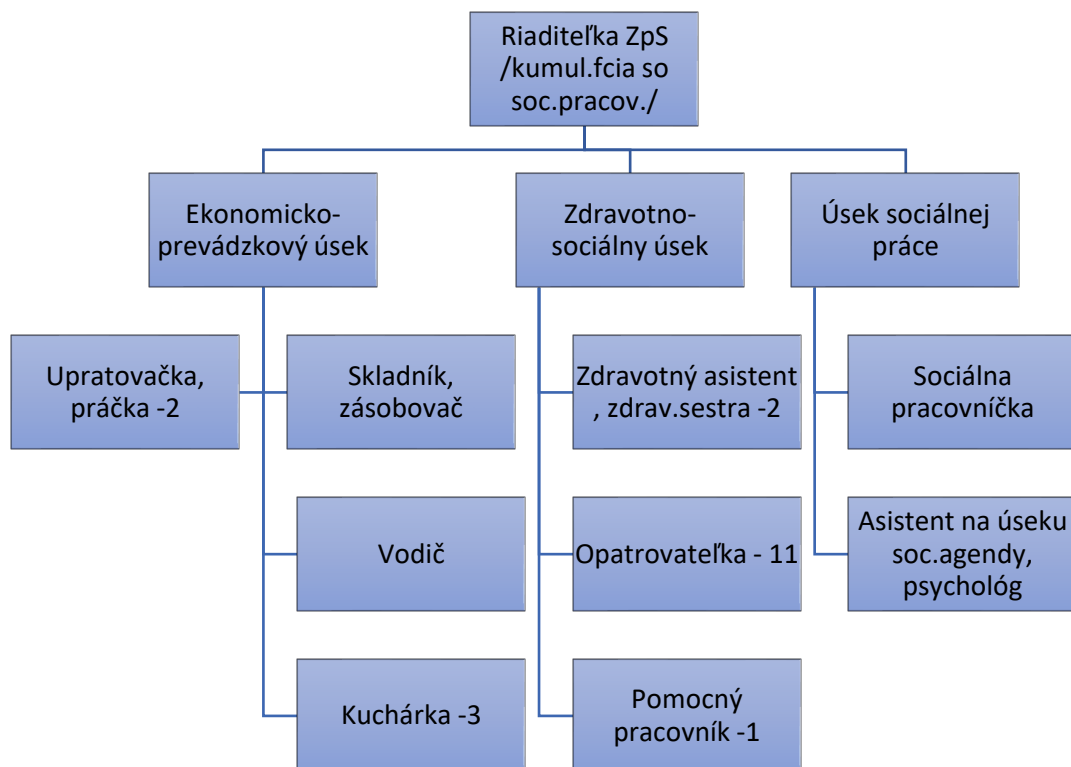 Riaditeľka ZpS
/kumul.fcia so
soc.pracov./
Ekonomicko-
prevádzkový úsek
Zdravotno-
sociálny úsek
Úsek sociálnej
práce
Upratovačka,
práčka -2
Skladník,
zásobovač
Zdravotný asistent
, zdrav.sestra -2
Sociálna
pracovníčka
Vodič
Opatrovateľka - 11
Asistent na úseku
soc.agendy,
psychológ
Kuchárka -3
Pomocný
pracovník -1